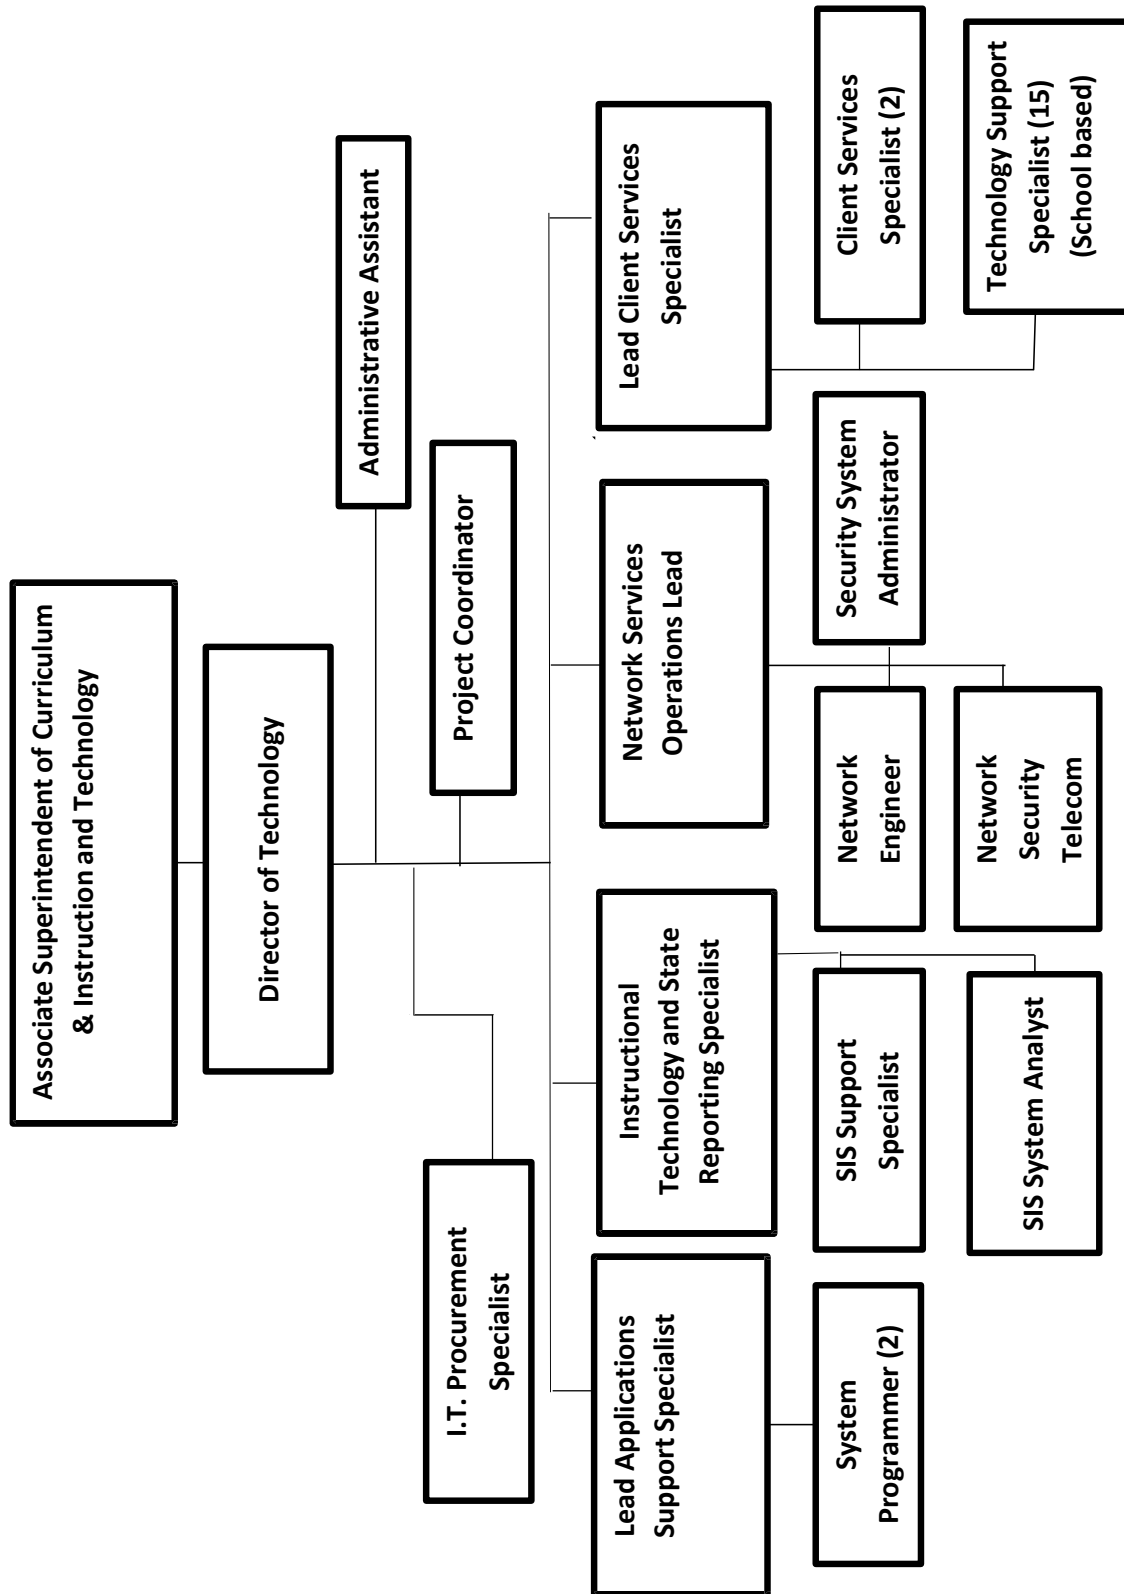 Associate Superintendent of Curriculum
& Instruction and Technology
Director of Technology
Administrative Assistant
Project Coordinator
I.T. Procurement
Specialist
Lead Applications
Support Specialist
Instructional
Technology and State
Reporting Specialist
Network Services
Operations Lead
Lead Client Services
Specialist
System
Programmer (2)
SIS Support
Specialist
SIS System Analyst
Network
Engineer
Security System
Administrator
Network
Security
Telecom
Client Services
Specialist (2)
Technology Support
Specialist (15)
(School based)